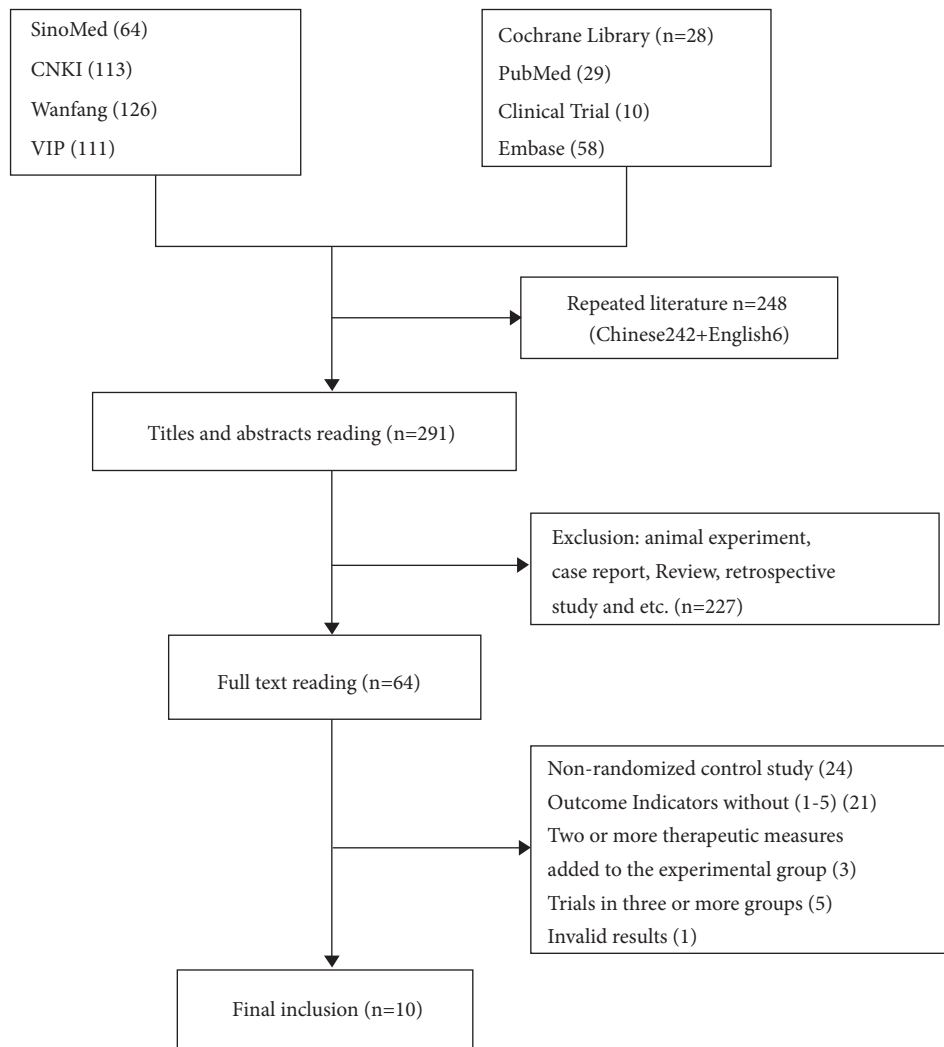 SinoMed (64)
CNKI (113)
Wanfang (126)
VIP (111)
Cochrane Library (n=28)
PubMed (29)
Clinical Trial (10)
Embase (58)
Repeated literature n=248
(Chinese242+English6)
Titles and abstracts reading (n=291)
Exclusion: animal experiment,
case report, Review, retrospective
study and etc. (n=227)
Full text reading (n=64)
Non-randomized control study (24)
Outcome Indicators without (1-5) (21)
Two or more therapeutic measures
added to the experimental group (3)
Trials in three or more groups (5)
Invalid results (1)
Final inclusion (n=10)